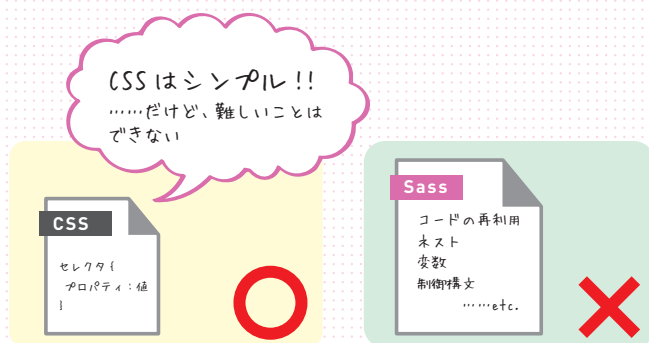 CSSはシンプル!!
……だけど、難しいことは
できない
CSS
セレクタ{
プロパティ:値
}
Sass
コードの再利用
ネスト
変数
制御構文
……etc.